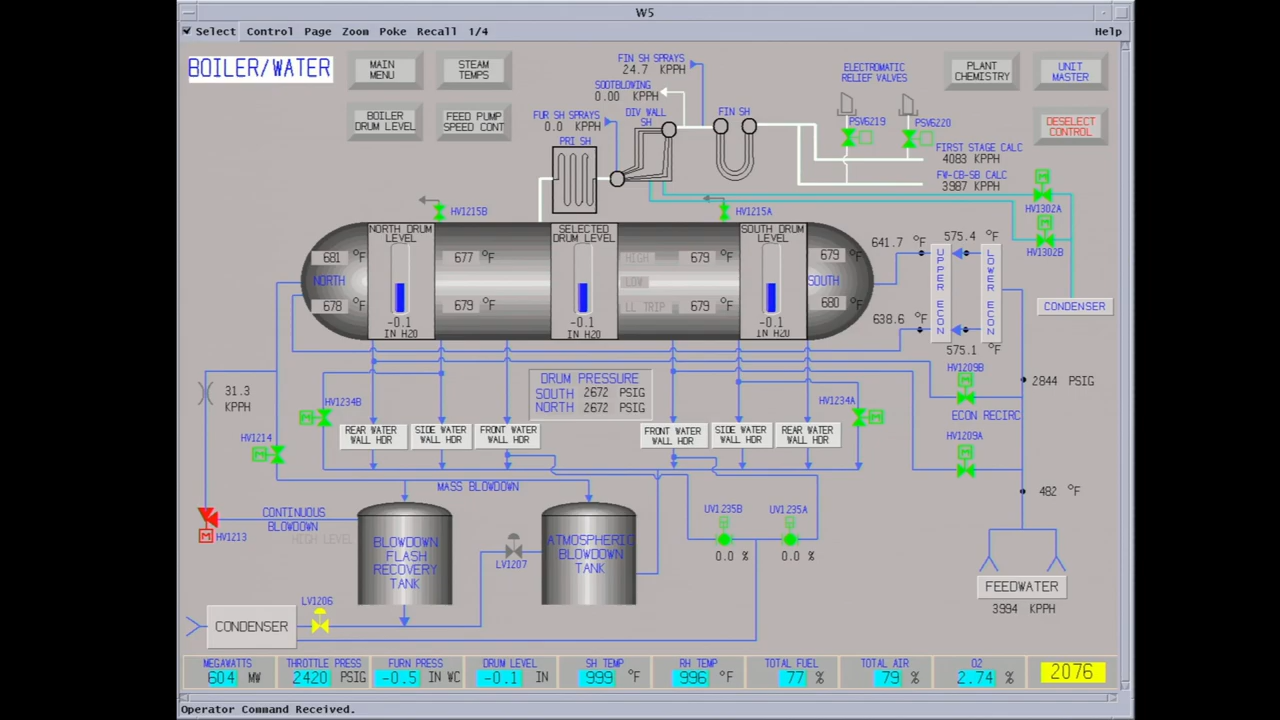 W5
Select Control Page Zoom Poke Recall 1/4 Help
BOILER/WATER
MAIN
MENU
STEAM
TEMPS
BOILER
DRUM LEVEL
FEED PUMP
SPEED CONT
FIN SH SPRAYS
24.7 KPPH
SOOTBLOWING
0.00 KPPH
FUR SH SPRAYS
0.0 KPPH
DIV WALL
SH
FIN SH
PRI SH
ELECTROMATIC
RELIEF VALVES
PSV6219
PSV6220
PLANT
CHEMISTRY
UNIT
MASTER
DESELECT
CONTROL
FIRST STAGE CALC
4083 KPPH
FW-CB-SB CALC
3987 KPPH
HV1302A
HV1302B
CONDENSER
HV1215B
HV1215A
NORTH DRUM
LEVEL
SELECTED
DRUM LEVEL
SOUTH DRUM
LEVEL
681 °F
677 °F
HIGH
679 °F
679 °F
NORTH
LOW
SOUTH
678 °F
679 °F
LL TRIP
679 °F
680 °F
-0.1
IN H2O
-0.1
IN H2O
-0.1
IN H2O
641.7 °F
575.4 °F
UPPER ECON
LOWER ECON
638.6 °F
575.1 °F
31.3
KPPH
DRUM PRESSURE
SOUTH 2672 PSIG
NORTH 2672 PSIG
HV1209B
2844 PSIG
ECON RECIRC
HV1209A
482 °F
HV1234B
HV1234A
HV1214
REAR WATER
WALL HDR
SIDE WATER
WALL HDR
FRONT WATER
WALL HDR
FRONT WATER
WALL HDR
SIDE WATER
WALL HDR
REAR WATER
WALL HDR
MASS BLOWDOWN
CONTINUOUS
BLOWDOWN
HIGH LEVEL
HV1213
BLOWDOWN
FLASH
RECOVERY
TANK
LV1207
ATMOSPHERIC
BLOWDOWN
TANK
UV1235B
UV1235A
0.0 %
0.0 %
FEEDWATER
3994 KPPH
LV1206
CONDENSER
MEGAWATTS
604 MW
THROTTLE PRESS
2420 PSIG
FURN PRESS
-0.5 IN WC
DRUM LEVEL
-0.1 IN
SH TEMP
999 °F
RH TEMP
996 °F
TOTAL FUEL
77 %
TOTAL AIR
79 %
O2
2.74 %
2076
Operator Command Received.
M
M
M
M
M
M
M
M